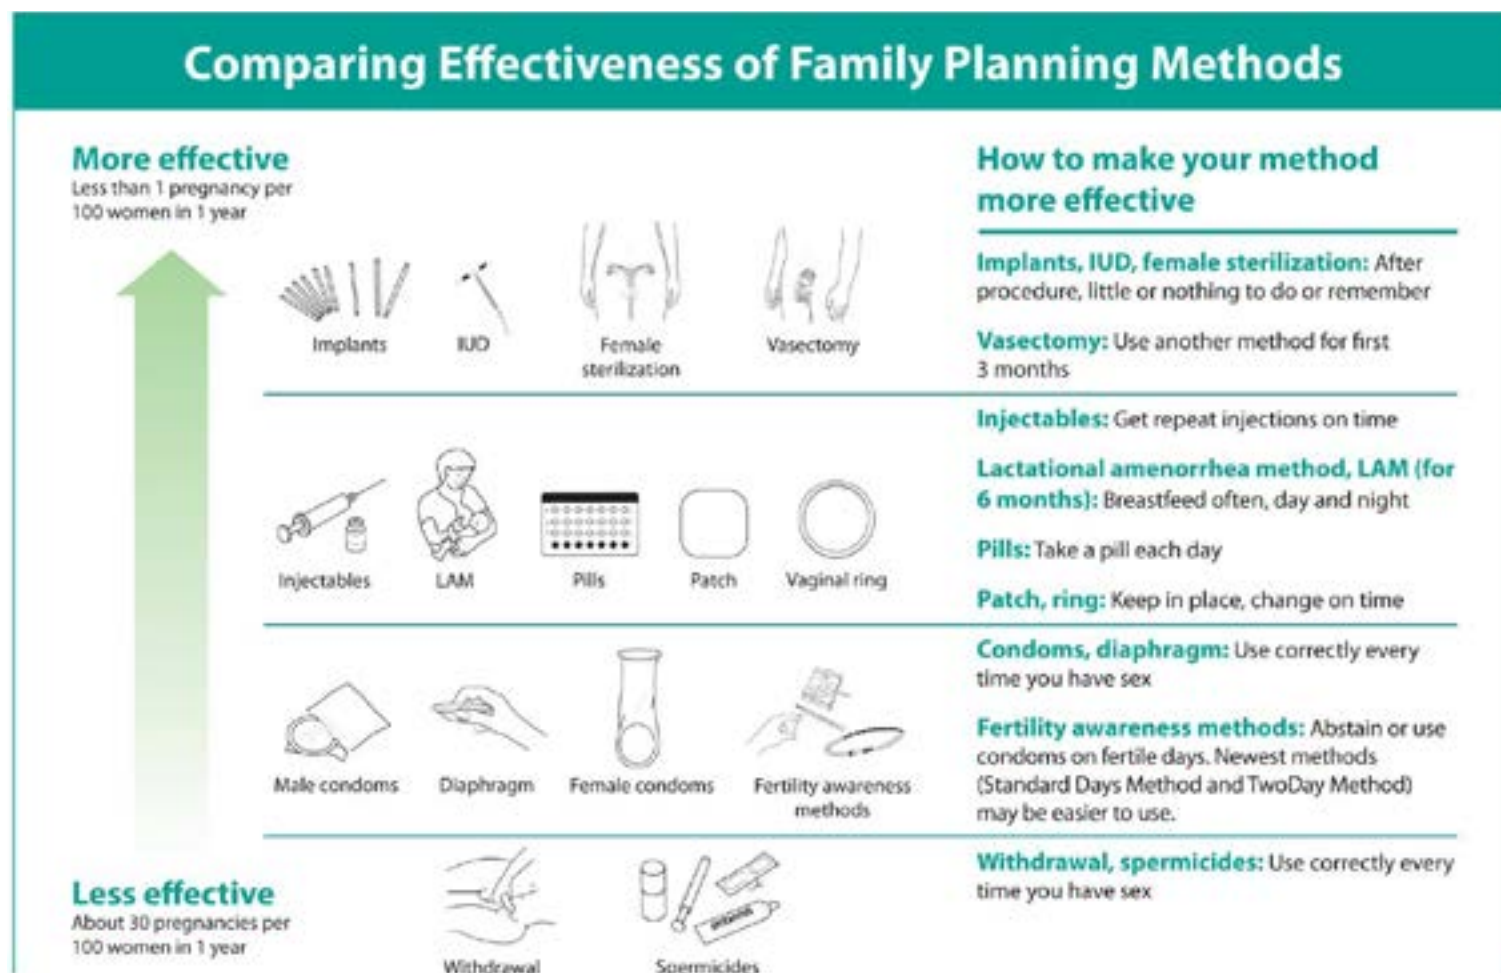 Comparing Effectiveness of Family Planning Methods
More effective
Less than 1 pregnancy per
100 women in 1 year
Implants
IUD
Female
sterilization
Vasectomy
Injectables
LAM
Pills
Patch
Vaginal ring
Male condoms
Diaphragm
Female condoms
Fertility awareness
methods
Less effective
About 30 pregnancies per
100 women in 1 year
Withdrawal
Spermicides
How to make your method
more effective
Implants, IUD, female sterilization: After
procedure, little or nothing to do or remember
Vasectomy: Use another method for first
3 months
Injectables: Get repeat injections on time
Lactational amenorrhea method, LAM (for
6 months): Breastfeed often, day and night
Pills: Take a pill each day
Patch, ring: Keep in place, change on time
Condoms, diaphragm: Use correctly every
time you have sex
Fertility awareness methods: Abstain or use
condoms on fertile days. Newest methods
(Standard Days Method and TwoDay Method)
may be easier to use.
Withdrawal, spermicides: Use correctly every
time you have sex